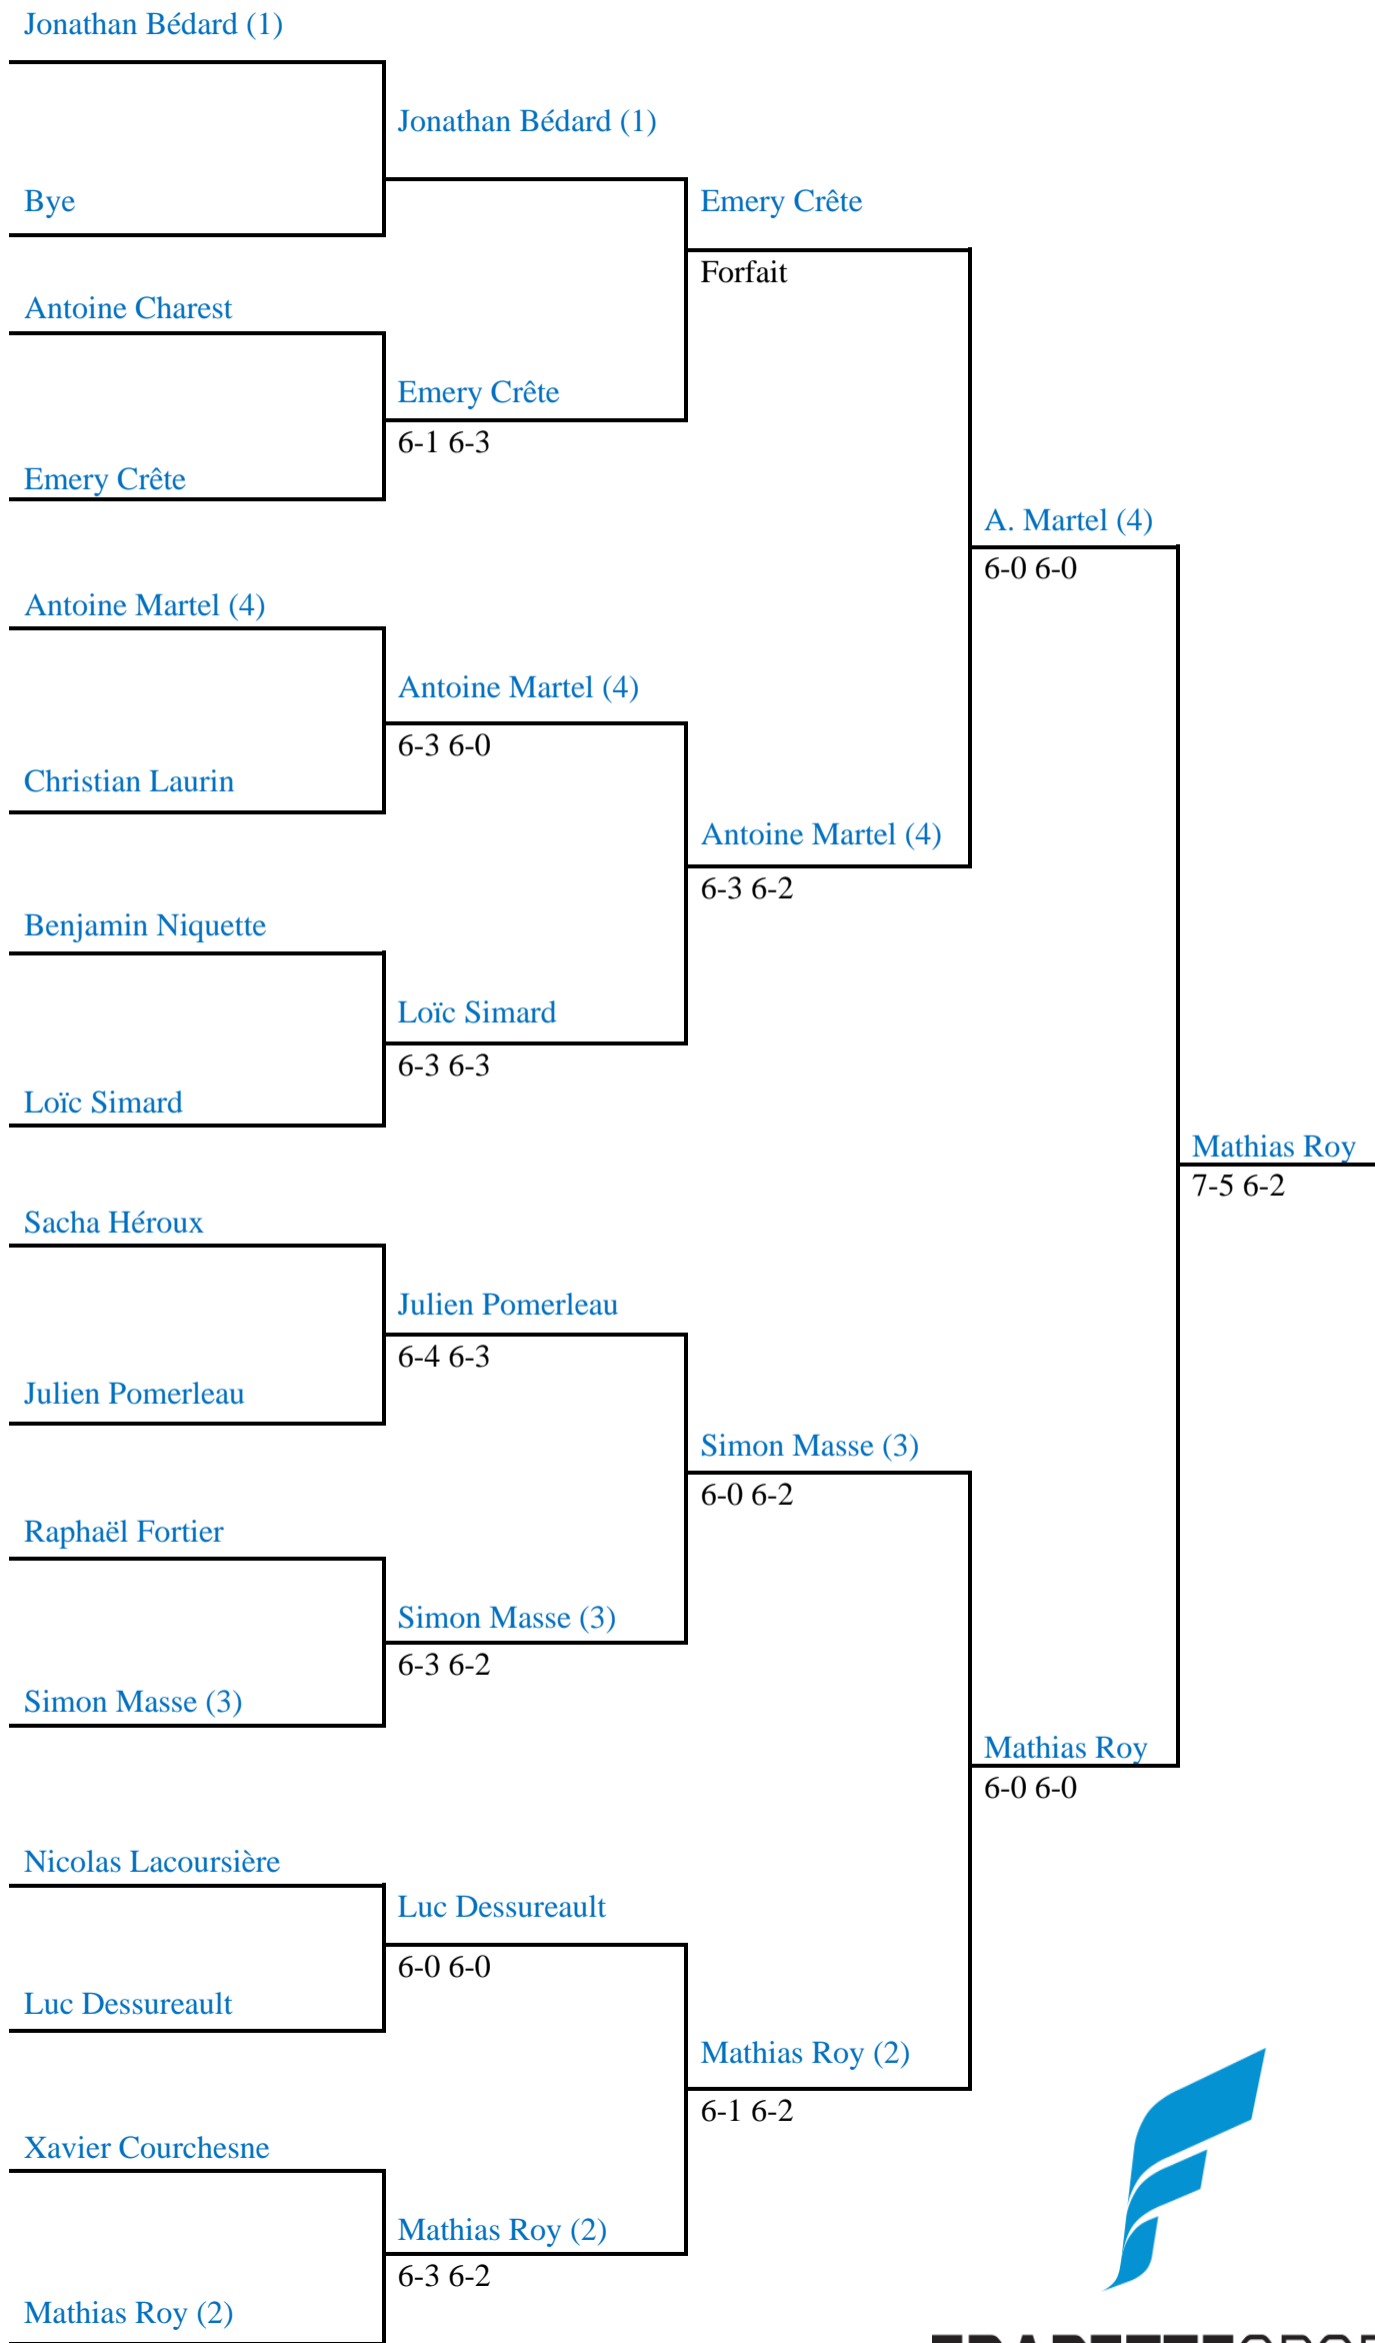 Jonathan Bédard (1)
Jonathan Bédard (1)
Bye
Emery Crête
Forfait
Antoine Charest
Emery Crête
6-1 6-3
Emery Crête
A. Martel (4)
6-0 6-0
Antoine Martel (4)
Antoine Martel (4)
6-3 6-0
Christian Laurin
Antoine Martel (4)
6-3 6-2
Benjamin Niquette
Loïc Simard
6-3 6-3
Loïc Simard
Mathias Roy
7-5 6-2
Sacha Héroux
Julien Pomerleau
6-4 6-3
Julien Pomerleau
Simon Masse (3)
6-0 6-2
Raphaël Fortier
Simon Masse (3)
6-3 6-2
Simon Masse (3)
Mathias Roy
6-0 6-0
Nicolas Lacoursière
Luc Dessureault
6-0 6-0
Luc Dessureault
Mathias Roy (2)
6-1 6-2
Xavier Courchesne
Mathias Roy (2)
6-3 6-2
Mathias Roy (2)